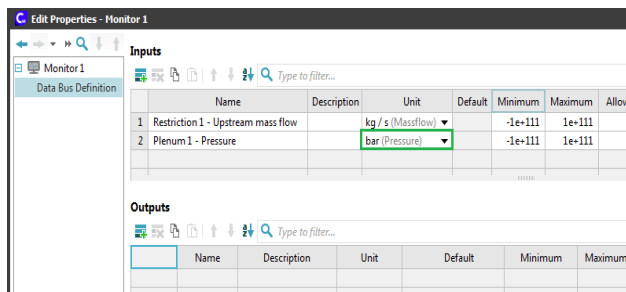 C. Edit Properties - Monitor 1
Inputs
Monitor 1
Type to filter...
Data Bus Definition
Name Description Unit Default Minimum Maximum Allow
1 Restriction 1 - Upstream mass flow kg / s (Massflow) -1e+111 1e+111
2 Plenum 1 - Pressure bar (Pressure) -1e+111 1e+111
Outputs
Type to filter...
Name Description Unit Default Minimum Maximum